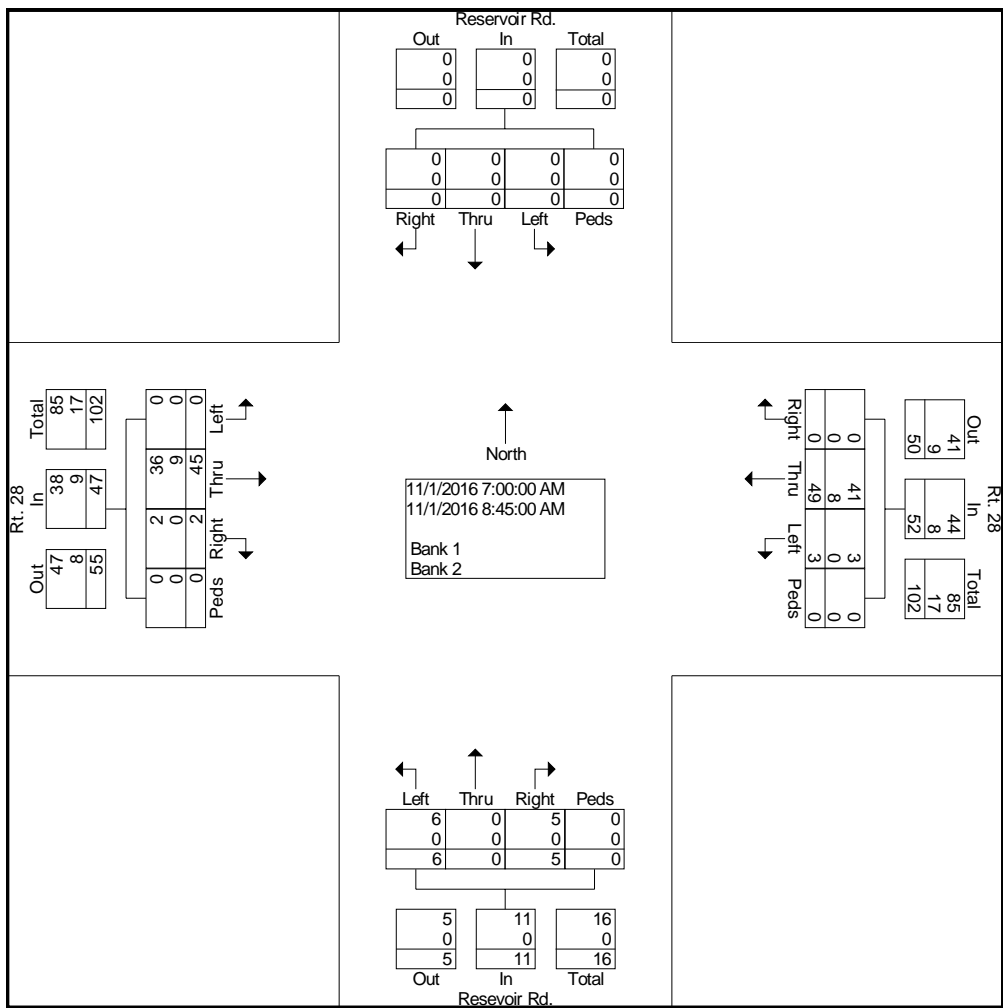 Reservoir Rd.
Out In Total
0 0 0
0 0 0
0 0 0
0 0 0 0
0 0 0 0
0 0 0 0
Right Thru Left Peds
Rt. 28
Total In Out
85 38 47
17 9 8
102 47 55
0 36 2 0
0 9 0 0
0 45 2 0
Left Thru Right Peds
North
11/1/2016 7:00:00 AM
11/1/2016 8:45:00 AM
Bank 1
Bank 2
Rt. 28
Out In Total
41 44 85
9 8 17
50 52 102
0 41 3 0
0 8 0 0
0 49 3 0
Right Thru Left Peds
Left Thru Right Peds
6 0 5 0
0 0 0 0
6 0 5 0
5 11 16
0 0 0
5 11 16
Out In Total
Resevoir Rd.